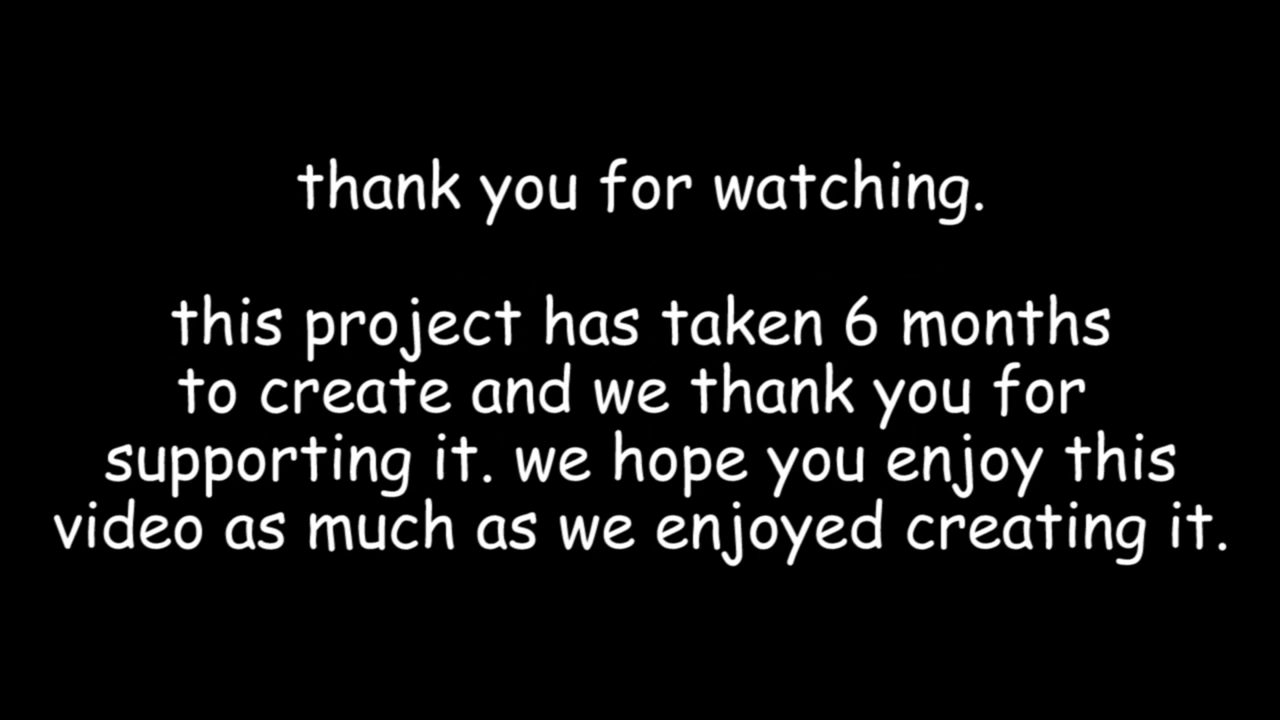 thank you for watching.
this project has taken 6 months
to create and we thank you for
supporting it. we hope you enjoy this
video as much as we enjoyed creating it.